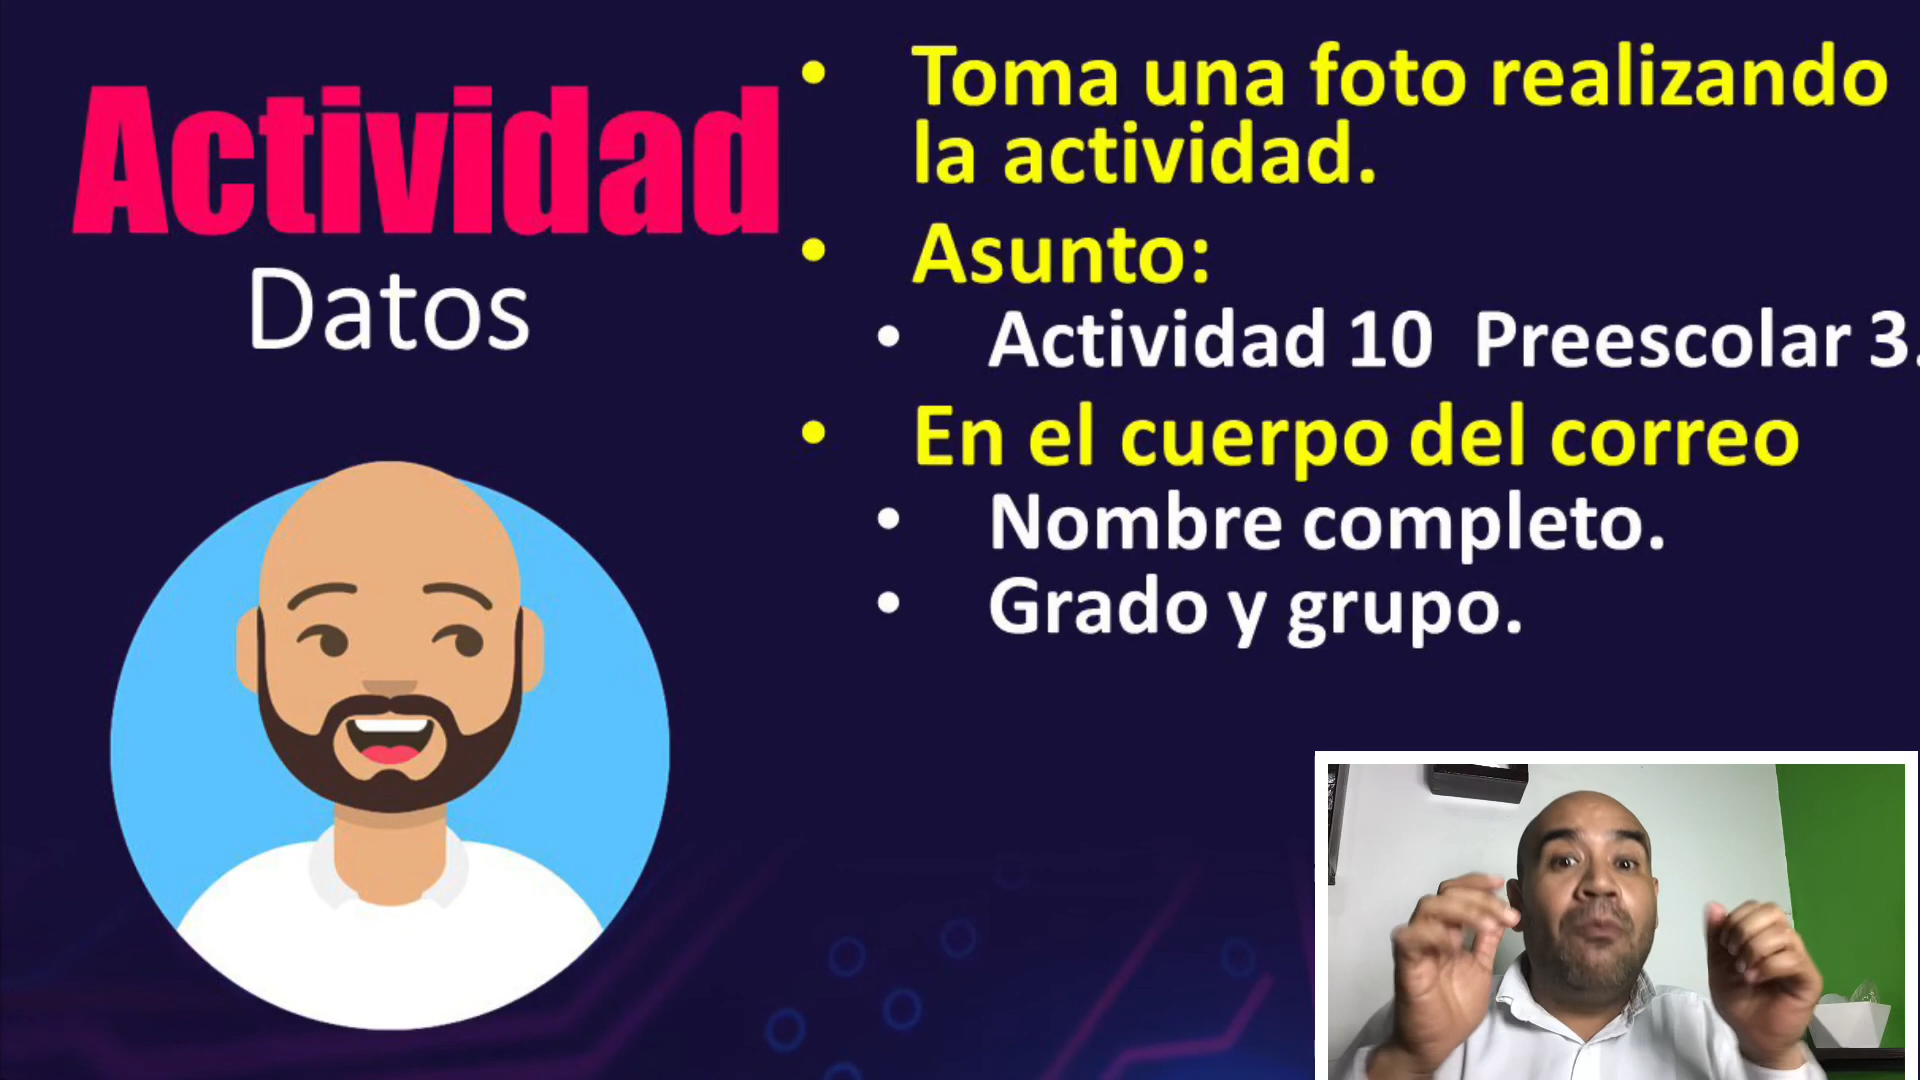 Actividad
Datos
• Toma una foto realizando
la actividad.
• Asunto:
• Actividad 10 Preescolar 3.
• En el cuerpo del correo
• Nombre completo.
• Grado y grupo.